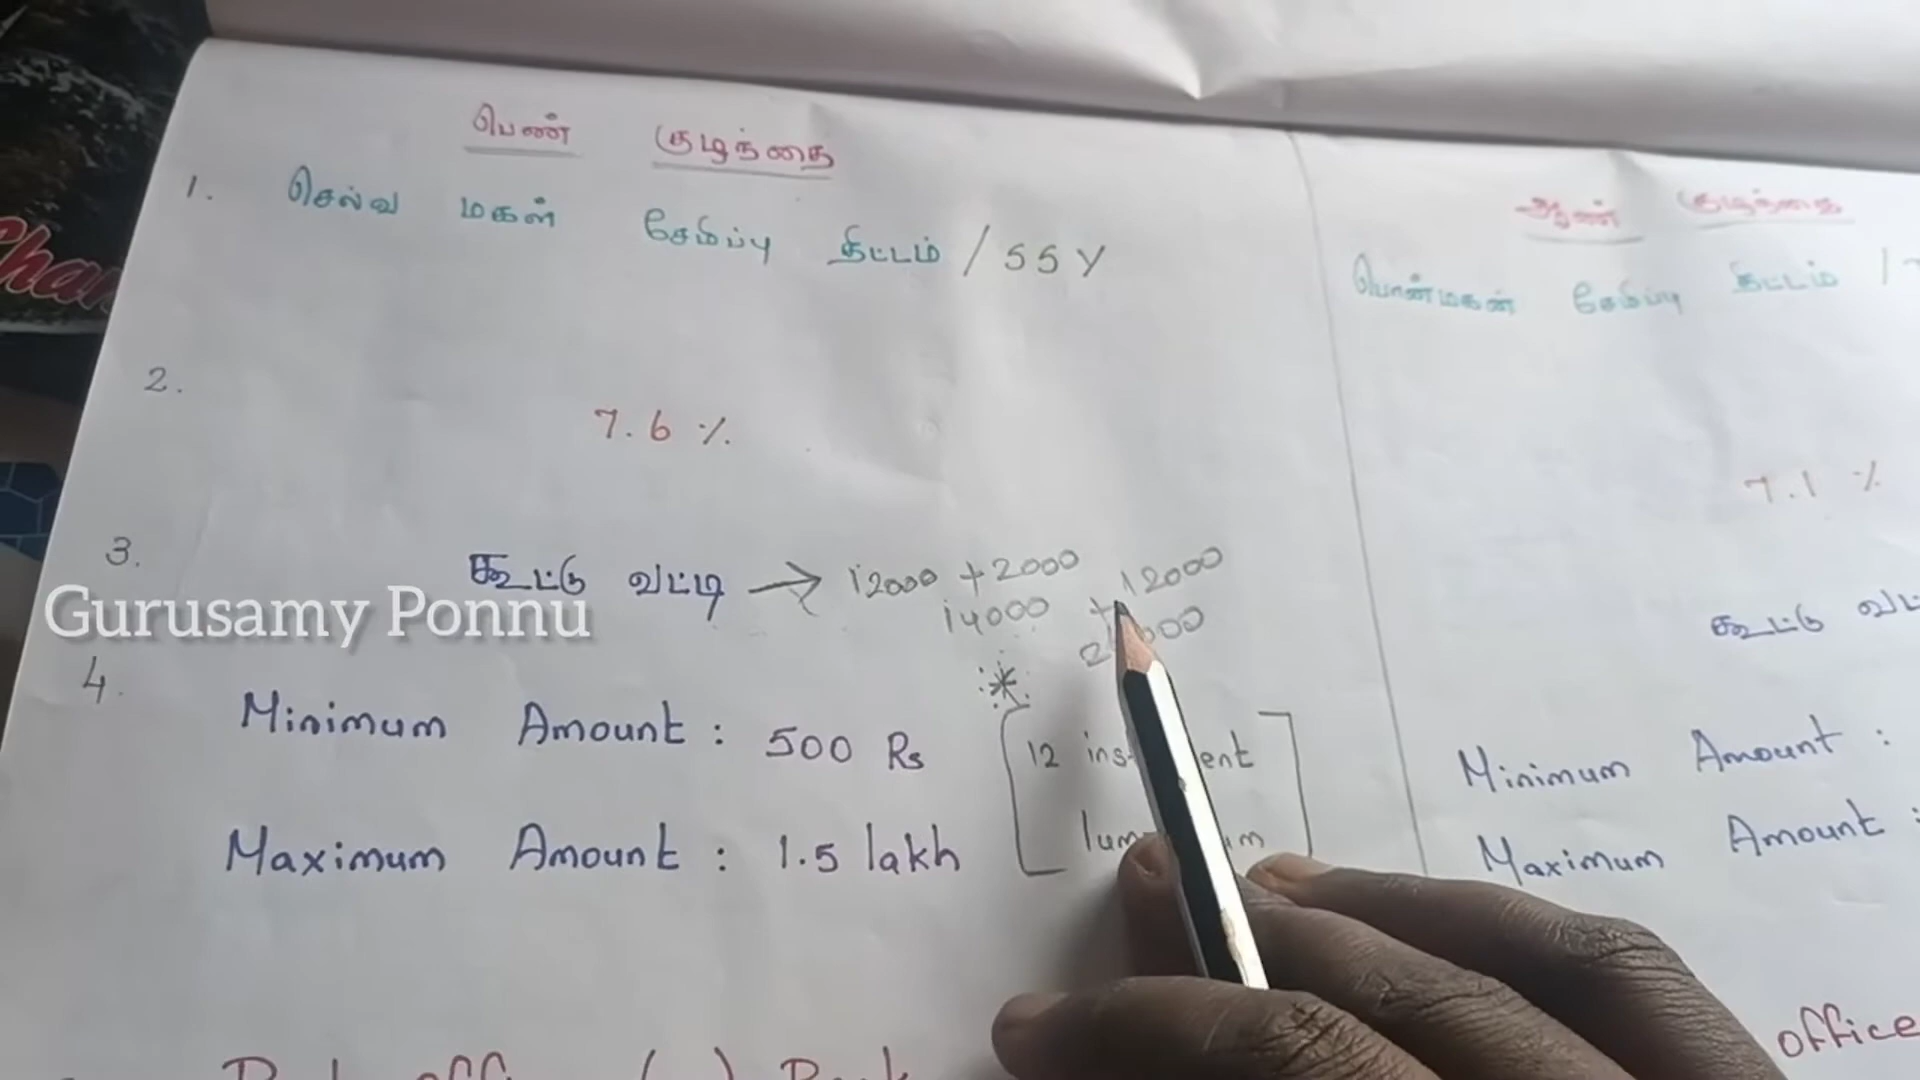 பெண் குழந்தை
1. செல்வ மகள் சேமிப்பு திட்டம் / SSY
2.
7.6 %
3. கூட்டு வட்டி → 12000 + 2000
14000 + 12000
Gurusamy Ponnu
4.
Minimum Amount : 500 Rs
Maximum Amount : 1.5 lakh
12
ஆண் குழந்தை
பொன்மகன் சேமிப்பு திட்டம் /
7.1 %
கூட்டு
Minimum Amount :
Maximum Amount :
office